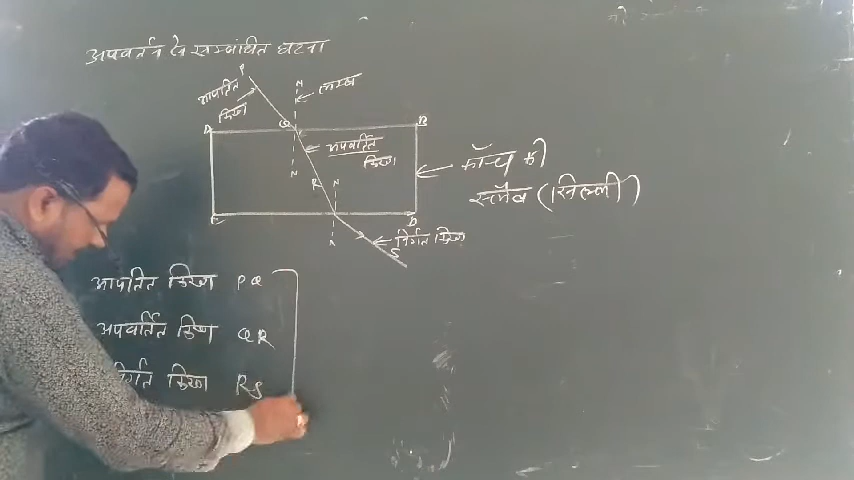 अपवर्तन से सम्बंधित घटना
P
आपतित
किरण
N
लम्ब
A
Q
B
अपवर्तित
किरण
N
R
N
काँच की
स्लैब (सिल्ली)
C
D
N
निर्गत किरण
S
आपतित किरण PQ
अपवर्तित किरण QR
निर्गत किरण RS